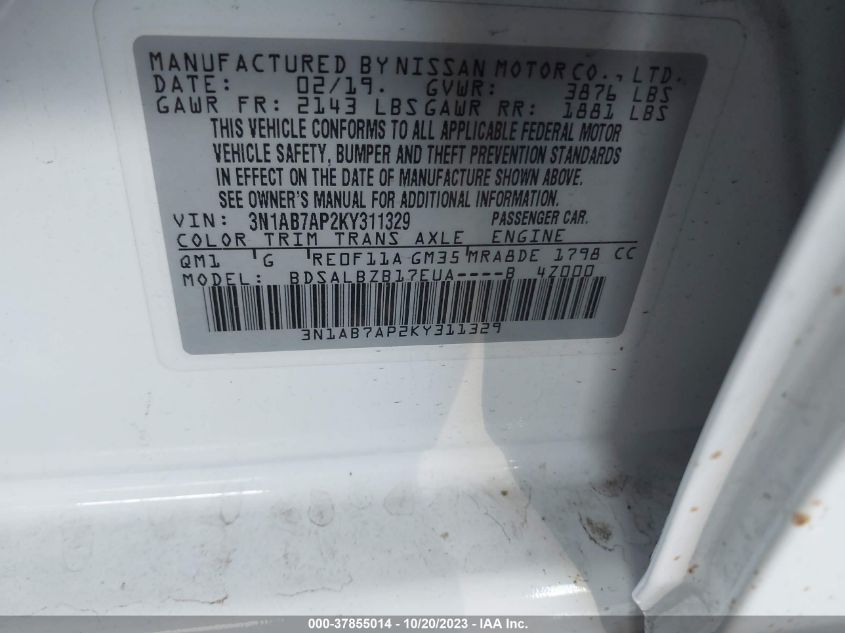 MANUFACTURED BY NISSAN MOTOR CO., LTD.
DATE: 02/19. GVWR: 3876 LBS
GAWR FR: 2143 LBS GAWR RR: 1881 LBS
THIS VEHICLE CONFORMS TO ALL APPLICABLE FEDERAL MOTOR
VEHICLE SAFETY, BUMPER AND THEFT PREVENTION STANDARDS
IN EFFECT ON THE DATE OF MANUFACTURE SHOWN ABOVE.
SEE OWNER'S MANUAL FOR ADDITIONAL INFORMATION.
VIN: 3N1AB7AP2KY311329 PASSENGER CAR.
COLOR TRIM TRANS AXLE ENGINE
QM1 G RE0F11A GM35 MRA8DE 1798 CC
MODEL: BDSALBZB17EUA----B 4Z000
3N1AB7AP2KY311329
000-37855014 - 10/20/2023 - IAA Inc.